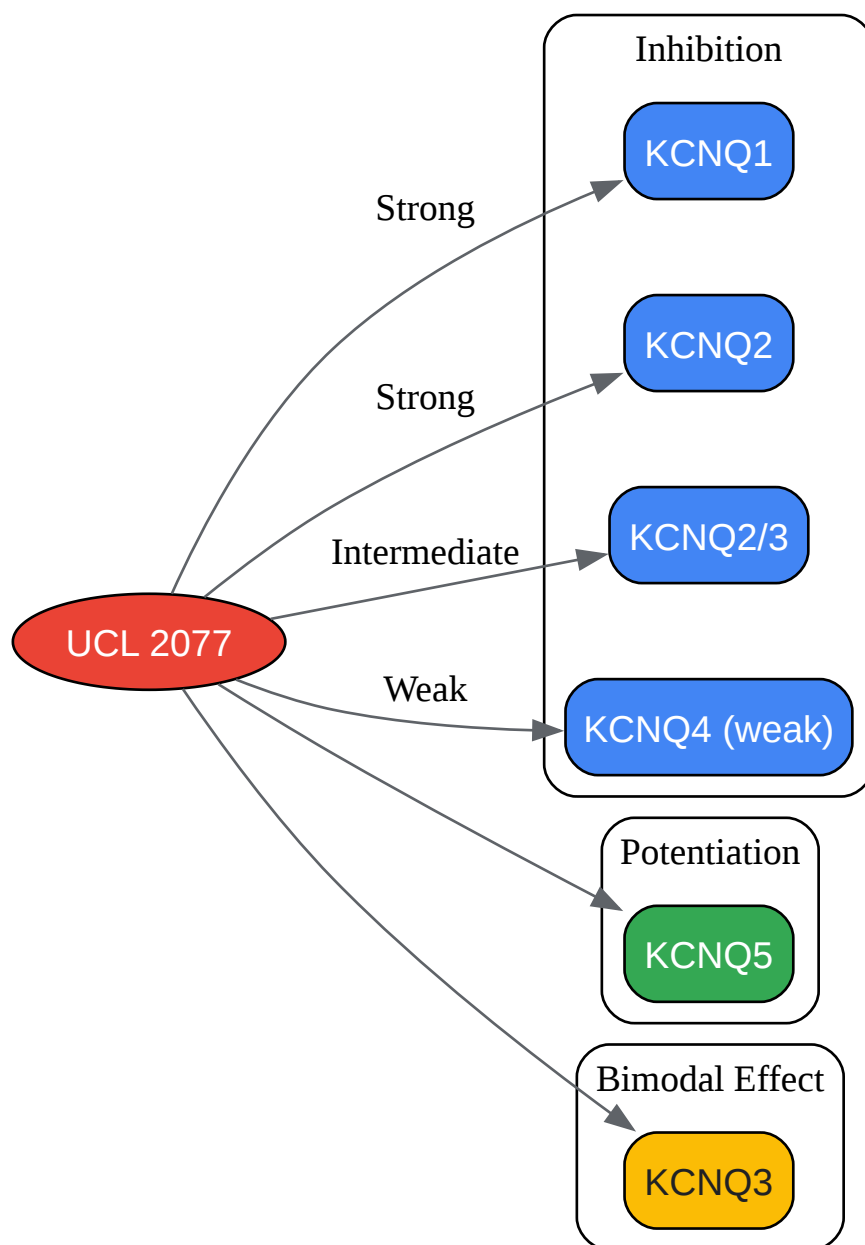 Inhibition
KCNQ1
Strong
KCNQ2
Strong
KCNQ2/3
Intermediate
UCL 2077
Weak
KCNQ4 (weak)
Potentiation
KCNQ5
Bimodal Effect
KCNQ3